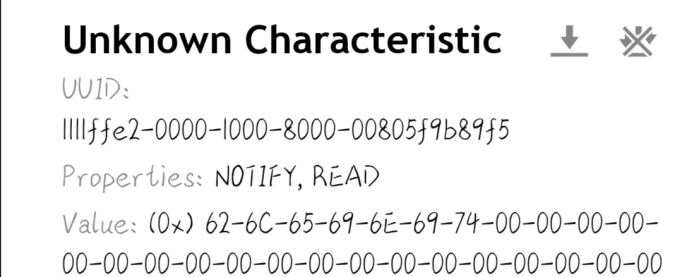 Unknown Characteristic
UUID:
1111ffe2-0000-1000-8000-00805f9b89f5
Properties: NOTIFY, READ
Value: (0x) 62-6C-65-69-6E-69-74-00-00-00-00-
00-00-00-00-00-00-00-00-00-00-00-00-00-00-00